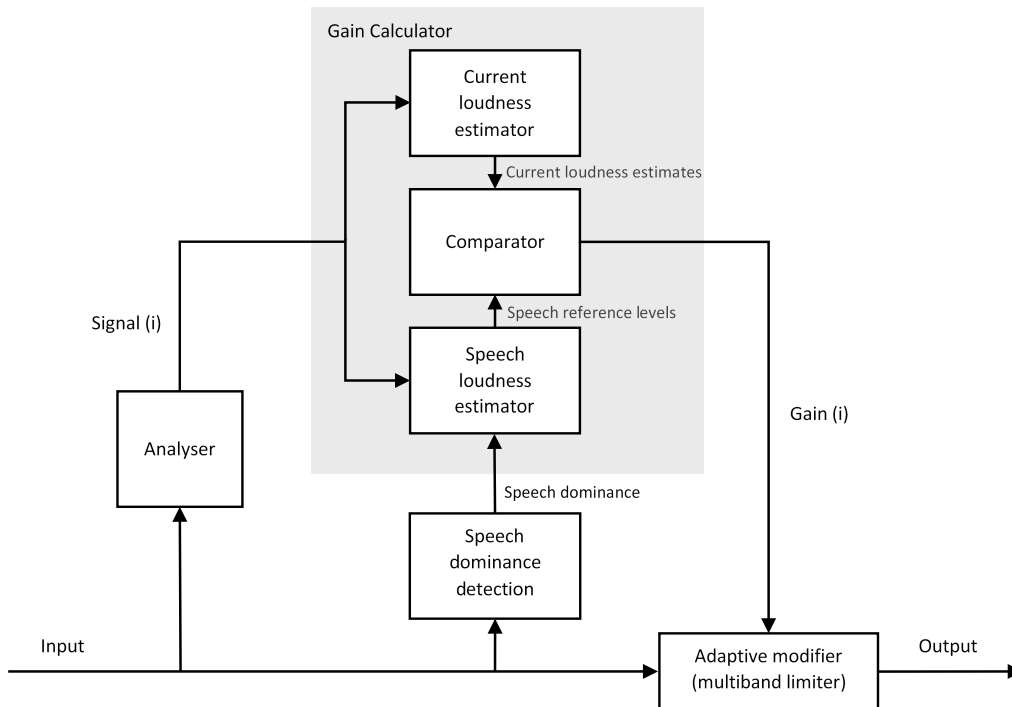 Gain Calculator
Current
loudness
estimator
Current loudness estimates
Comparator
Speech reference levels
Signal (i)
Speech
loudness
estimator
Gain (i)
Analyser
Speech dominance
Speech
dominance
detection
Input
Adaptive modifier
(multiband limiter)
Output